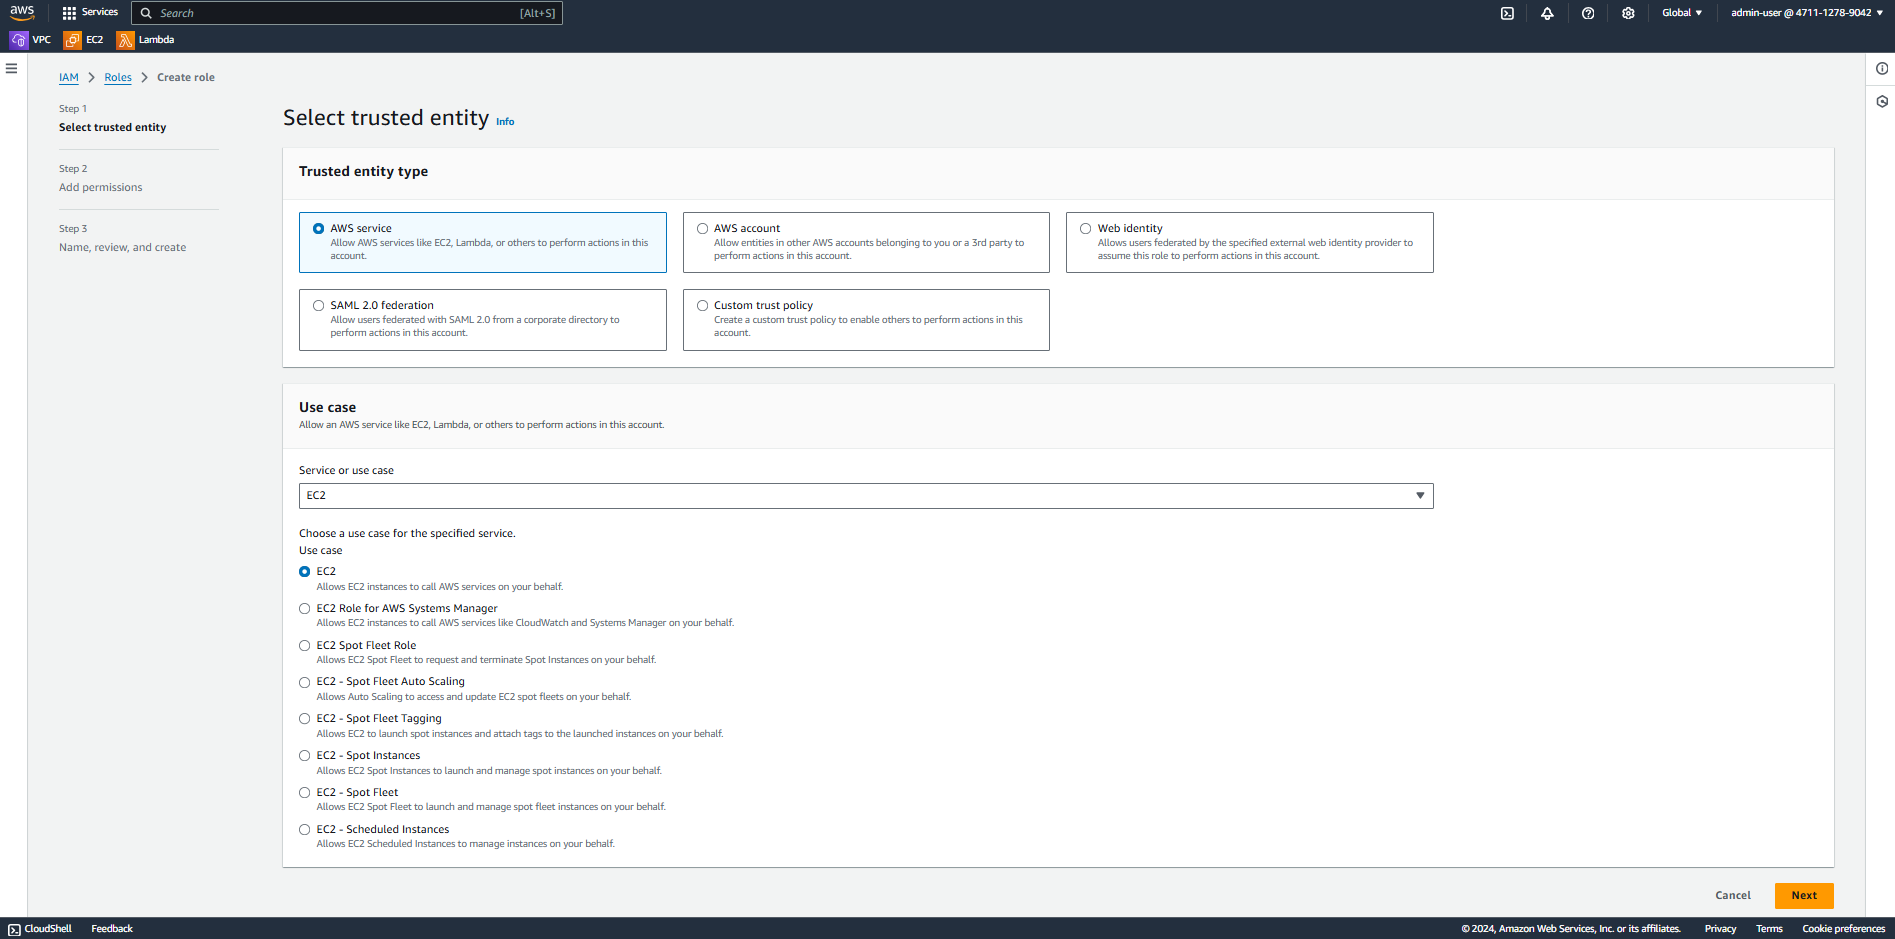 aws
Services
Search [Alt+S]
Global
admin-user @ 4711-1278-9042
VPC
EC2
Lambda
IAM
Roles
Create role
Step 1
Select trusted entity
Step 2
Add permissions
Step 3
Name, review, and create
Select trusted entity Info
Trusted entity type
AWS service
Allow AWS services like EC2, Lambda, or others to perform actions in this
account.
AWS account
Allow entities in other AWS accounts belonging to you or a 3rd party to
perform actions in this account.
Web identity
Allows users federated by the specified external web identity provider to
assume this role to perform actions in this account.
SAML 2.0 federation
Allow users federated with SAML 2.0 from a corporate directory to
perform actions in this account.
Custom trust policy
Create a custom trust policy to enable others to perform actions in this
account.
Use case
Allow an AWS service like EC2, Lambda, or others to perform actions in this account.
Service or use case
EC2
Choose a use case for the specified service.
Use case
EC2
Allows EC2 instances to call AWS services on your behalf.
EC2 Role for AWS Systems Manager
Allows EC2 instances to call AWS services like CloudWatch and Systems Manager on your behalf.
EC2 Spot Fleet Role
Allows EC2 Spot Fleet to request and terminate Spot Instances on your behalf.
EC2 - Spot Fleet Auto Scaling
Allows Auto Scaling to access and update EC2 spot fleets on your behalf.
EC2 - Spot Fleet Tagging
Allows EC2 to launch spot instances and attach tags to the launched instances on your behalf.
EC2 - Spot Instances
Allows EC2 Spot Instances to launch and manage spot instances on your behalf.
EC2 - Spot Fleet
Allows EC2 Spot Fleet to launch and manage spot fleet instances on your behalf.
EC2 - Scheduled Instances
Allows EC2 Scheduled Instances to manage instances on your behalf.
Cancel
Next
CloudShell
Feedback
© 2024, Amazon Web Services, Inc. or its affiliates.
Privacy
Terms
Cookie preferences